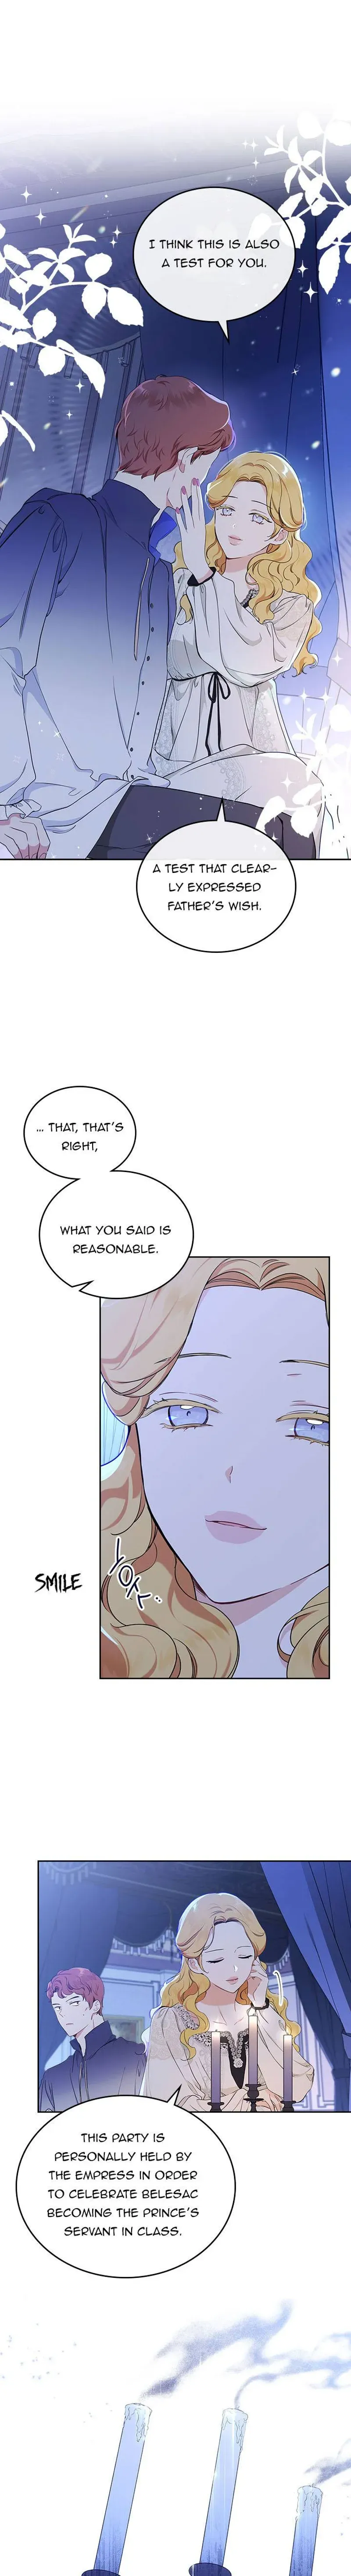 I THINK THIS IS ALSO
A TEST FOR YOU.
A TEST THAT CLEAR-
LY EXPRESSED
FATHER'S WISH.
... THAT, THAT'S
RIGHT,
WHAT YOU SAID IS
REASONABLE.
SMILE
THIS PARTY IS
PERSONALLY HELD BY
THE EMPRESS IN ORDER
TO CELEBRATE BELESAC
BECOMING THE PRINCE'S
SERVANT IN CLASS.